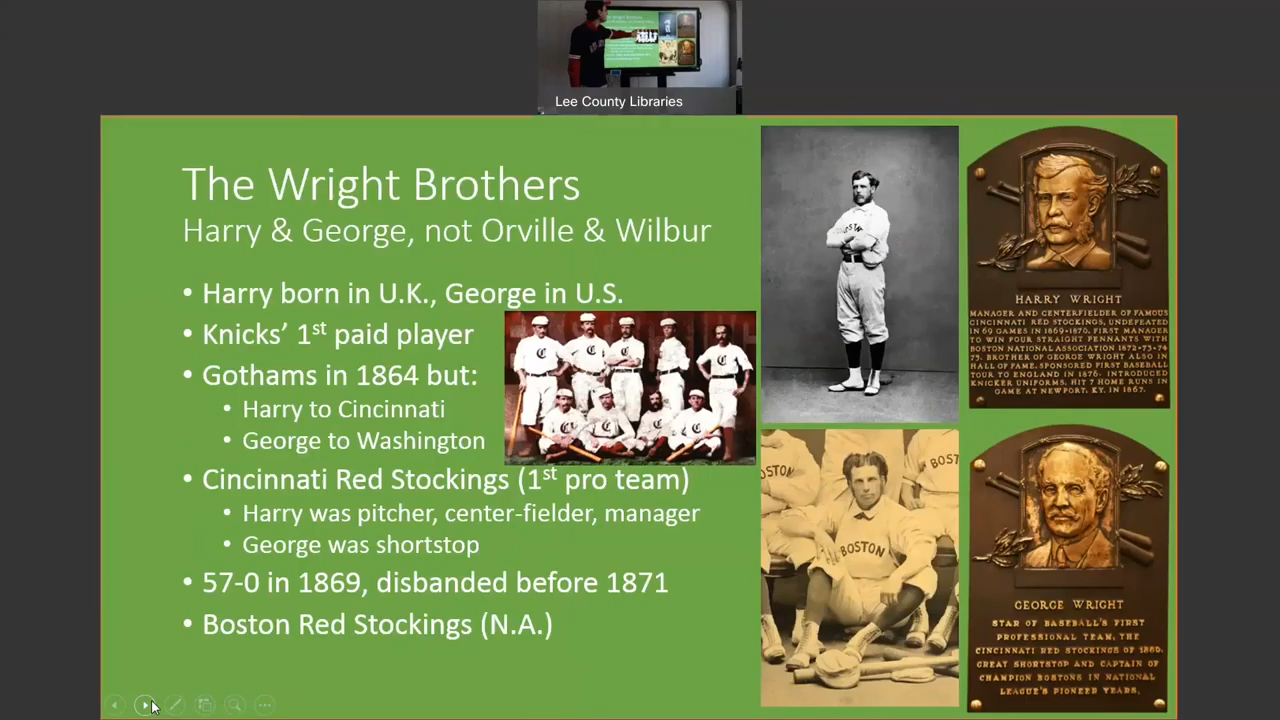 Lee County Libraries
The Wright Brothers
Harry & George, not Orville & Wilbur
• Harry born in U.K., George in U.S.
• Knicks' 1st paid player
• Gothams in 1864 but:
• Harry to Cincinnati
• George to Washington
• Cincinnati Red Stockings (1st pro team)
• Harry was pitcher, center-fielder, manager
• George was shortstop
• 57-0 in 1869, disbanded before 1871
• Boston Red Stockings (N.A.)
C C C C
C C C C
BOSTON BOSTON
BOSTON
HARRY WRIGHT
MANAGER AND CENTERFIELDER OF FAMOUS
CINCINNATI RED STOCKINGS, UNDEFEATED
IN 69 GAMES IN 1869-1870. FIRST MANAGER
TO WIN FOUR STRAIGHT PENNANTS WITH
BOSTON NATIONAL ASSOCIATION 1872-73-74
75. BROTHER OF GEORGE WRIGHT ALSO IN
HALL OF FAME. SPONSORED FIRST BASEBALL
TOUR TO ENGLAND IN 1876. INTRODUCED
KNICKER UNIFORMS. HIT 7 HOME RUNS IN
GAME AT NEWPORT, KY. IN 1867.
GEORGE WRIGHT
STAR OF BASEBALL'S FIRST
PROFESSIONAL TEAM, THE
CINCINNATI RED STOCKINGS OF 1869.
GREAT SHORTSTOP AND CAPTAIN OF
CHAMPION BOSTONS IN NATIONAL
LEAGUE'S PIONEER YEARS.